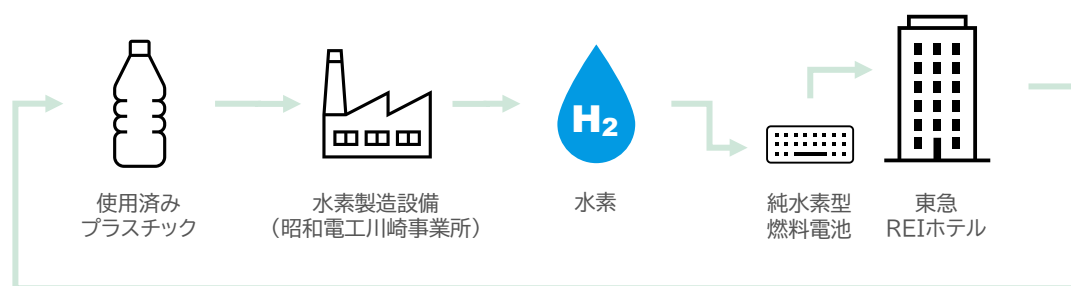 H2
使用済み
プラスチック
水素製造設備
（昭和電工川崎事業所）
水素
純水素型
燃料電池
東急
REIホテル